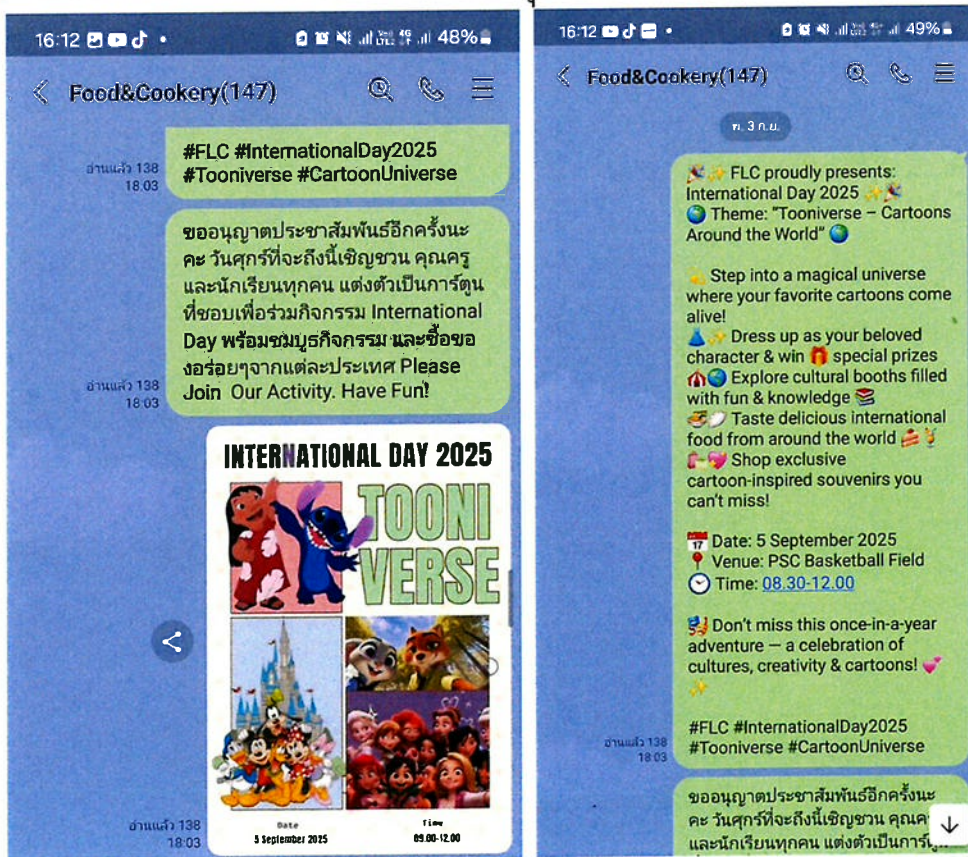 16:12
48%
Food&Cookery(147)
#FLC #InternationalDay2025
#Tooniverse #CartoonUniverse
อ่านแล้ว 138
18:03
ขออนุญาตประชาสัมพันธ์อีกครั้งนะ
คะ วันศุกร์ที่จะถึงนี้เชิญชวน คุณครู
และนักเรียนทุกคน แต่งตัวเป็นการ์ตูน
ที่ชอบเพื่อร่วมกิจกรรม International
Day พร้อมชมบูธกิจกรรม และซื้อขอ
งอร่อยๆจากแต่ละประเทศ Please
Join Our Activity. Have Fun!
อ่านแล้ว 138
18:03
INTERNATIONAL DAY 2025
TOONI
VERSE
Date
5 September 2025
Time
09.00-12.00
อ่านแล้ว 138
18:03
16:12
49%
Food&Cookery(147)
พ. 3 ก.ย.
🎉✨ FLC proudly presents:
International Day 2025 ✨🎉
🌍 Theme: "Tooniverse – Cartoons
Around the World" 🌍
💫 Step into a magical universe
where your favorite cartoons come
alive!
👗✨ Dress up as your beloved
character & win 🎁 special prizes
🎪🌍 Explore cultural booths filled
with fun & knowledge 📚
🍜🥟 Taste delicious international
food from around the world 🍰🍹
🛍️💖 Shop exclusive
cartoon-inspired souvenirs you
can't miss!
📅 Date: 5 September 2025
📍 Venue: PSC Basketball Field
🕘 Time: 08.30-12.00
🎭 Don't miss this once-in-a-year
adventure — a celebration of
cultures, creativity & cartoons! 💕
✨
#FLC #InternationalDay2025
#Tooniverse #CartoonUniverse
อ่านแล้ว 138
18:03
ขออนุญาตประชาสัมพันธ์อีกครั้งนะ
คะ วันศุกร์ที่จะถึงนี้เชิญชวน คุณค
และนักเรียนทุกคน แต่งตัวเป็นการ์ตูน